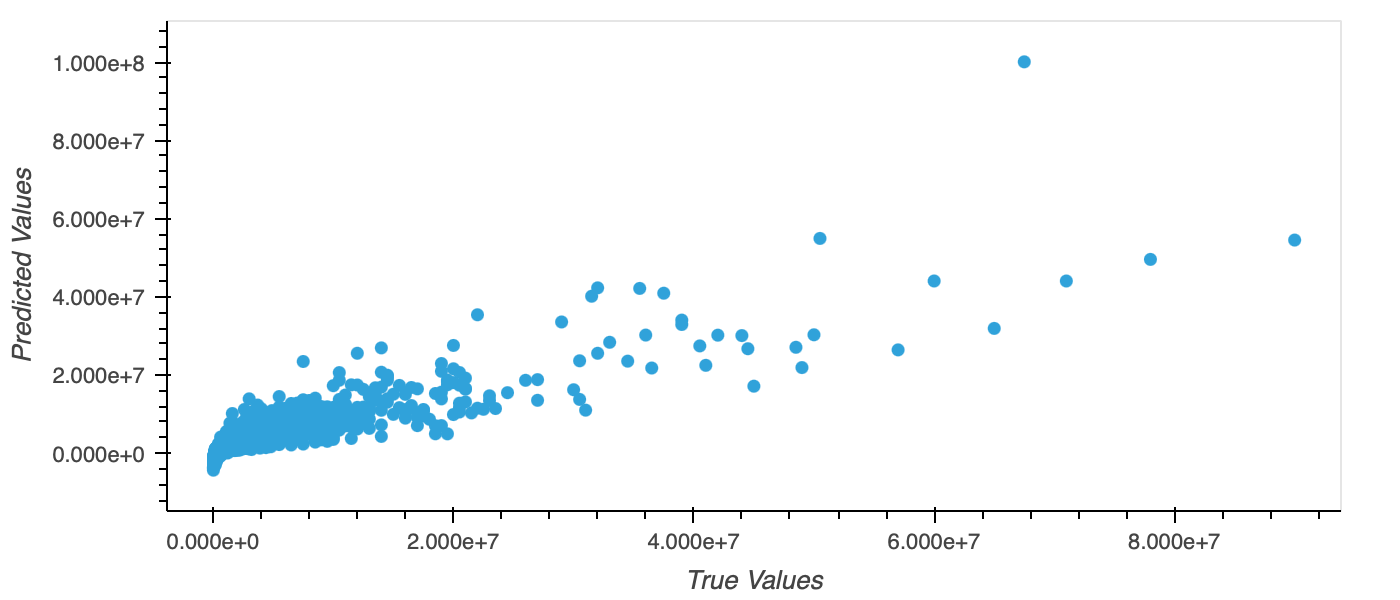 1.000e+8
8.000e+7
6.000e+7
4.000e+7
2.000e+7
0.000e+0
Predicted Values
0.000e+0 2.000e+7 4.000e+7 6.000e+7 8.000e+7
True Values